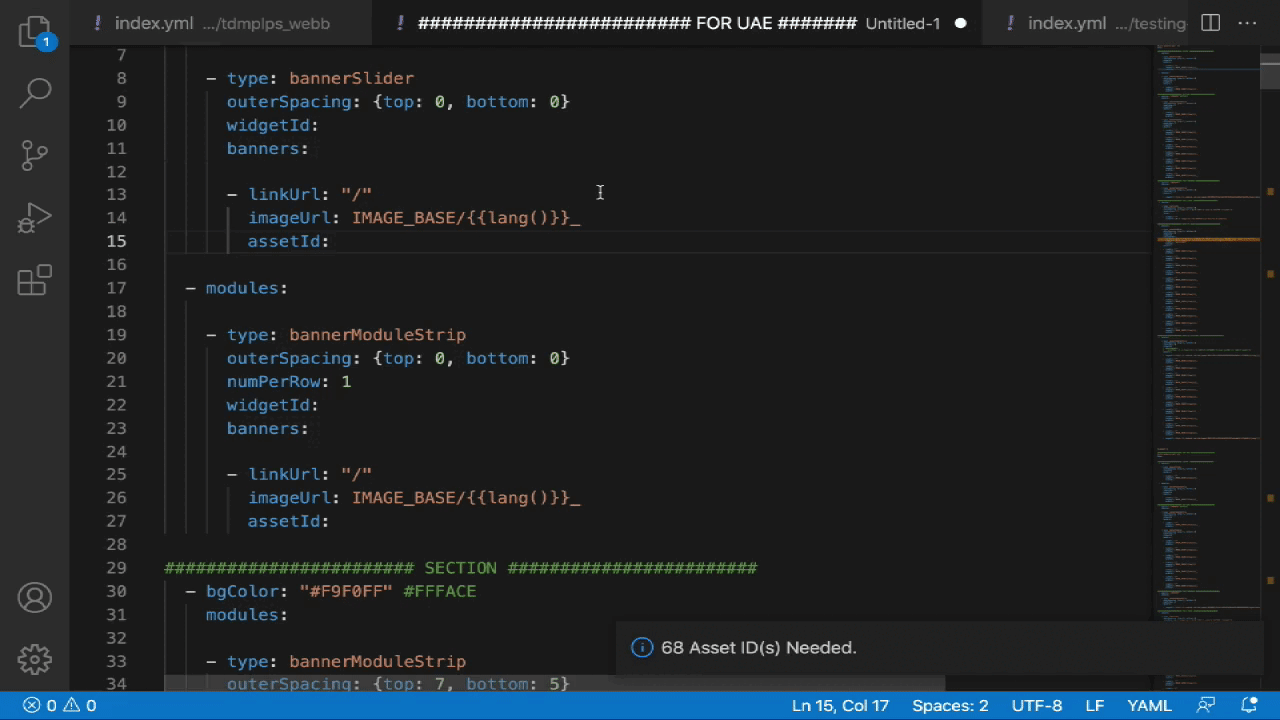 index.yml .../tdmplps_webb
! ######################### FOR UAE ####### Untitled-1
! index.yml .../testing
1
7
8 - type: bannerSlider
9 outerSpacing: {top: 0, bottom: 0}
10 widgetId:
11 banners:
12
13 - linkUrl: "/"
14 imageUrl: IMAGE_BASE/{{lang()}}_
15 assetId:
17 - modules:
18
19 - type: bannerModuleStrip
20 outerSpacing: {top: 0, bottom: 0}
21 numPerRow: 1
22 widgetId:
23 banners:
24
25 - linkUrl: "/"
26 imageUrl: IMAGE_BASE/{{lang()}}_
27 assetId:
28
29 ######################## SECTION ########################
30 - bgcolor: "#F9F0FF" #FFFACE
31 modules:
32
33 - type: bannerModuleStrip
34 outerSpacing: {top: 7, bottom: 5}
68 Asset ID(s) Needed.
0 0
Ln 15, Col 17 Spaces: 2 UTF-8 LF YAML